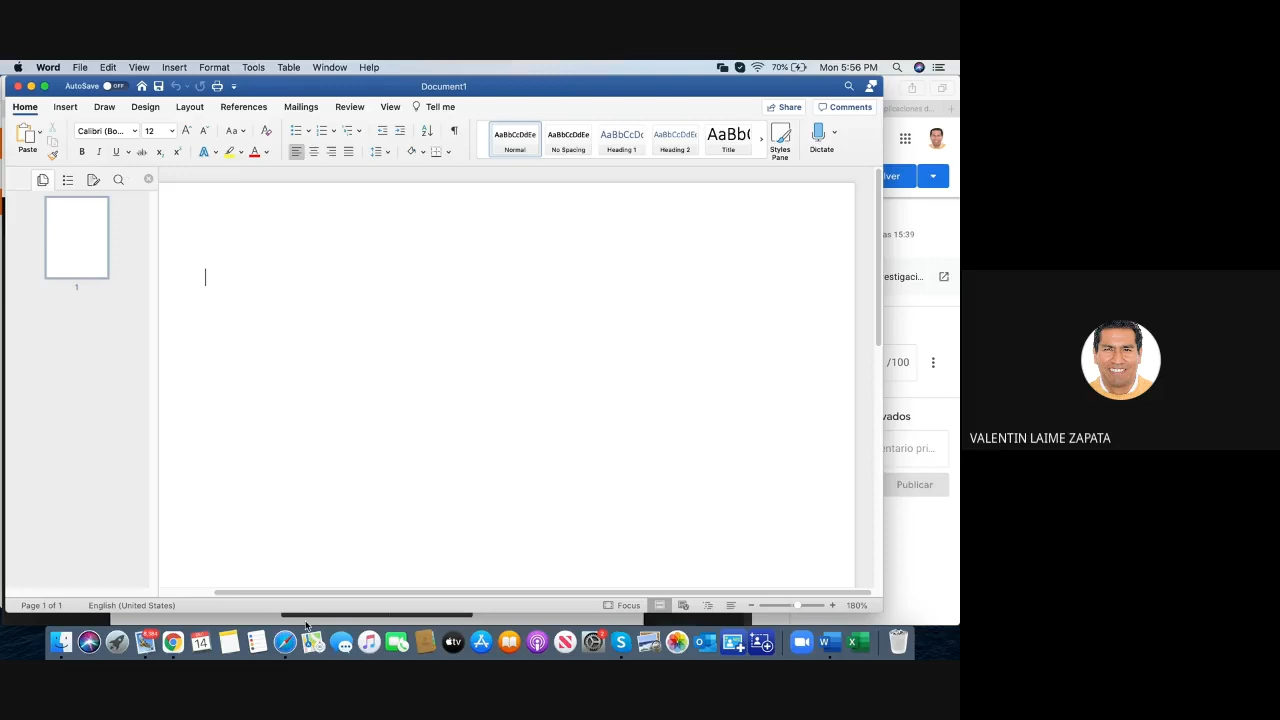 Word File Edit View Insert Format Tools Table Window Help 70% Mon 5:56 PM
AutoSave OFF Document1
Home Insert Draw Design Layout References Mailings Review View Tell me Share Comments
Paste Calibri (Bo... 12 Aa
AaBbCcDdEe AaBbCcDdEe AaBbCcDc AaBbCcDdEc AaBb(
Normal No Spacing Heading 1 Heading 2 Title Styles Pane Dictate
plicaciones d...
lver
as 15:39
estigaci...
/100
vados
entario pri...
Publicar
1
Page 1 of 1 English (United States) Focus 180%
VALENTIN LAIME ZAPATA